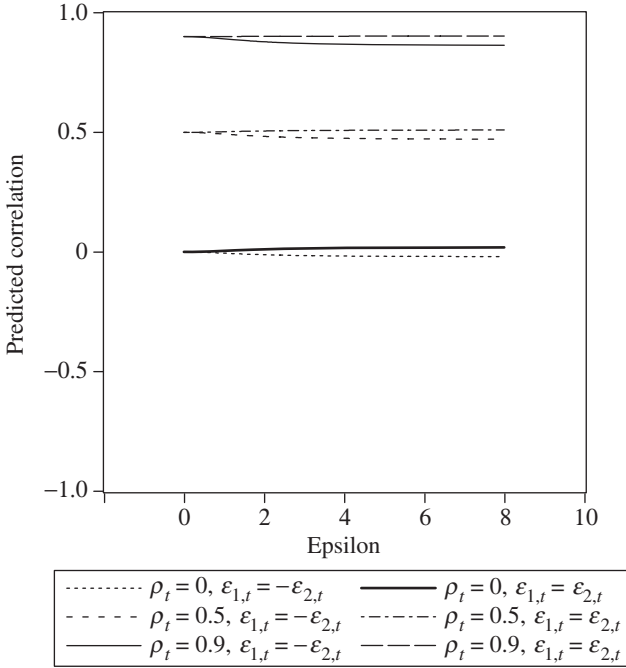 1.0
0.5
0
−0.5
−1.0
Predicted correlation
0 2 4 6 8 10
Epsilon
ρt = 0, ε1,t = −ε2,t ρt = 0, ε1,t = ε2,t
ρt = 0.5, ε1,t = −ε2,t ρt = 0.5, ε1,t = ε2,t
ρt = 0.9, ε1,t = −ε2,t ρt = 0.9, ε1,t = ε2,t